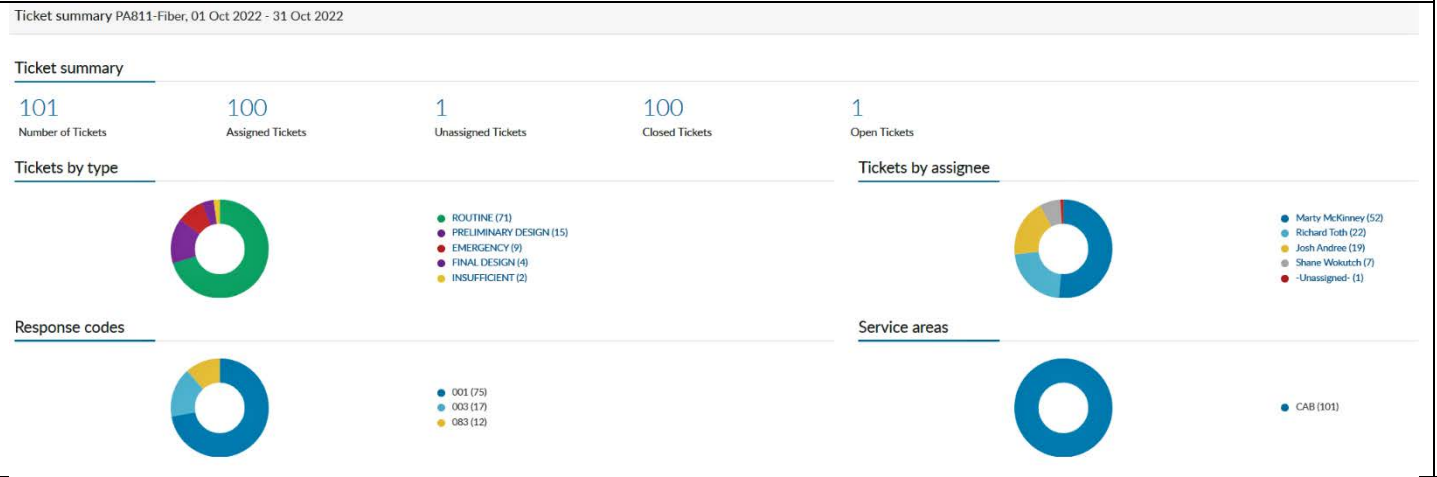 Ticket summary PA811-Fiber, 01 Oct 2022 - 31 Oct 2022
Ticket summary
101
Number of Tickets
100
Assigned Tickets
1
Unassigned Tickets
100
Closed Tickets
1
Open Tickets
Tickets by type
ROUTINE (71)
PRELIMINARY DESIGN (15)
EMERGENCY (9)
FINAL DESIGN (4)
INSUFFICIENT (2)
Tickets by assignee
Marty McKinney (52)
Richard Toth (22)
Josh Andree (19)
Shane Wokutch (7)
-Unassigned- (1)
Response codes
001 (75)
003 (17)
083 (12)
Service areas
CAB (101)